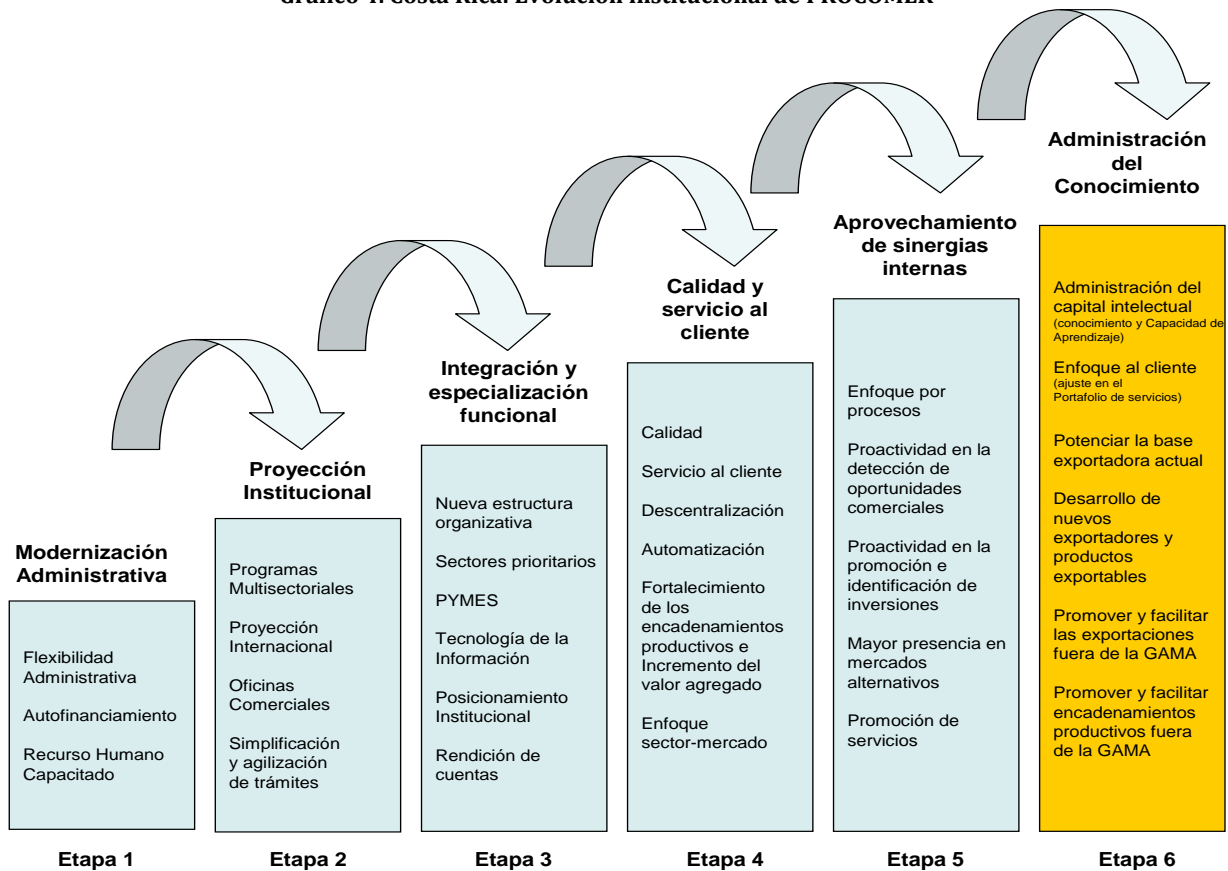 Gráfico Costa Rica: Evolución Institucional de PROCOMER
Modernización
Administrativa
Flexibilidad
Administrativa
Autofinanciamiento
Recurso Humano
Capacitado
Etapa 1
Proyección
Institucional
Programas
Multisectoriales
Proyección
Internacional
Oficinas
Comerciales
Simplificación
y agilización
de trámites
Etapa 2
Integración y
especialización
funcional
Nueva estructura
organizativa
Sectores prioritarios
PYMES
Tecnología de la
Información
Posicionamiento
Institucional
Rendición de
cuentas
Etapa 3
Calidad y
servicio al
cliente
Calidad
Servicio al cliente
Descentralización
Automatización
Fortalecimiento
de los
encadenamientos
productivos e
Incremento del
valor agregado
Enfoque
sector-mercado
Etapa 4
Aprovechamiento
de sinergias
internas
Enfoque por
procesos
Proactividad en la
detección de
oportunidades
comerciales
Proactividad en la
promoción e
identificación de
inversiones
Mayor presencia en
mercados
alternativos
Promoción de
servicios
Etapa 5
Administración
del
Conocimiento
Administración del
capital intelectual
(conocimiento y Capacidad de
Aprendizaje)
Enfoque al cliente
(ajuste en el
Portafolio de servicios)
Potenciar la base
exportadora actual
Desarrollo de
nuevos
exportadores y
productos
exportables
Promover y facilitar
las exportaciones
fuera de la GAMA
Promover y facilitar
encadenamientos
productivos fuera
de la GAMA
Etapa 6